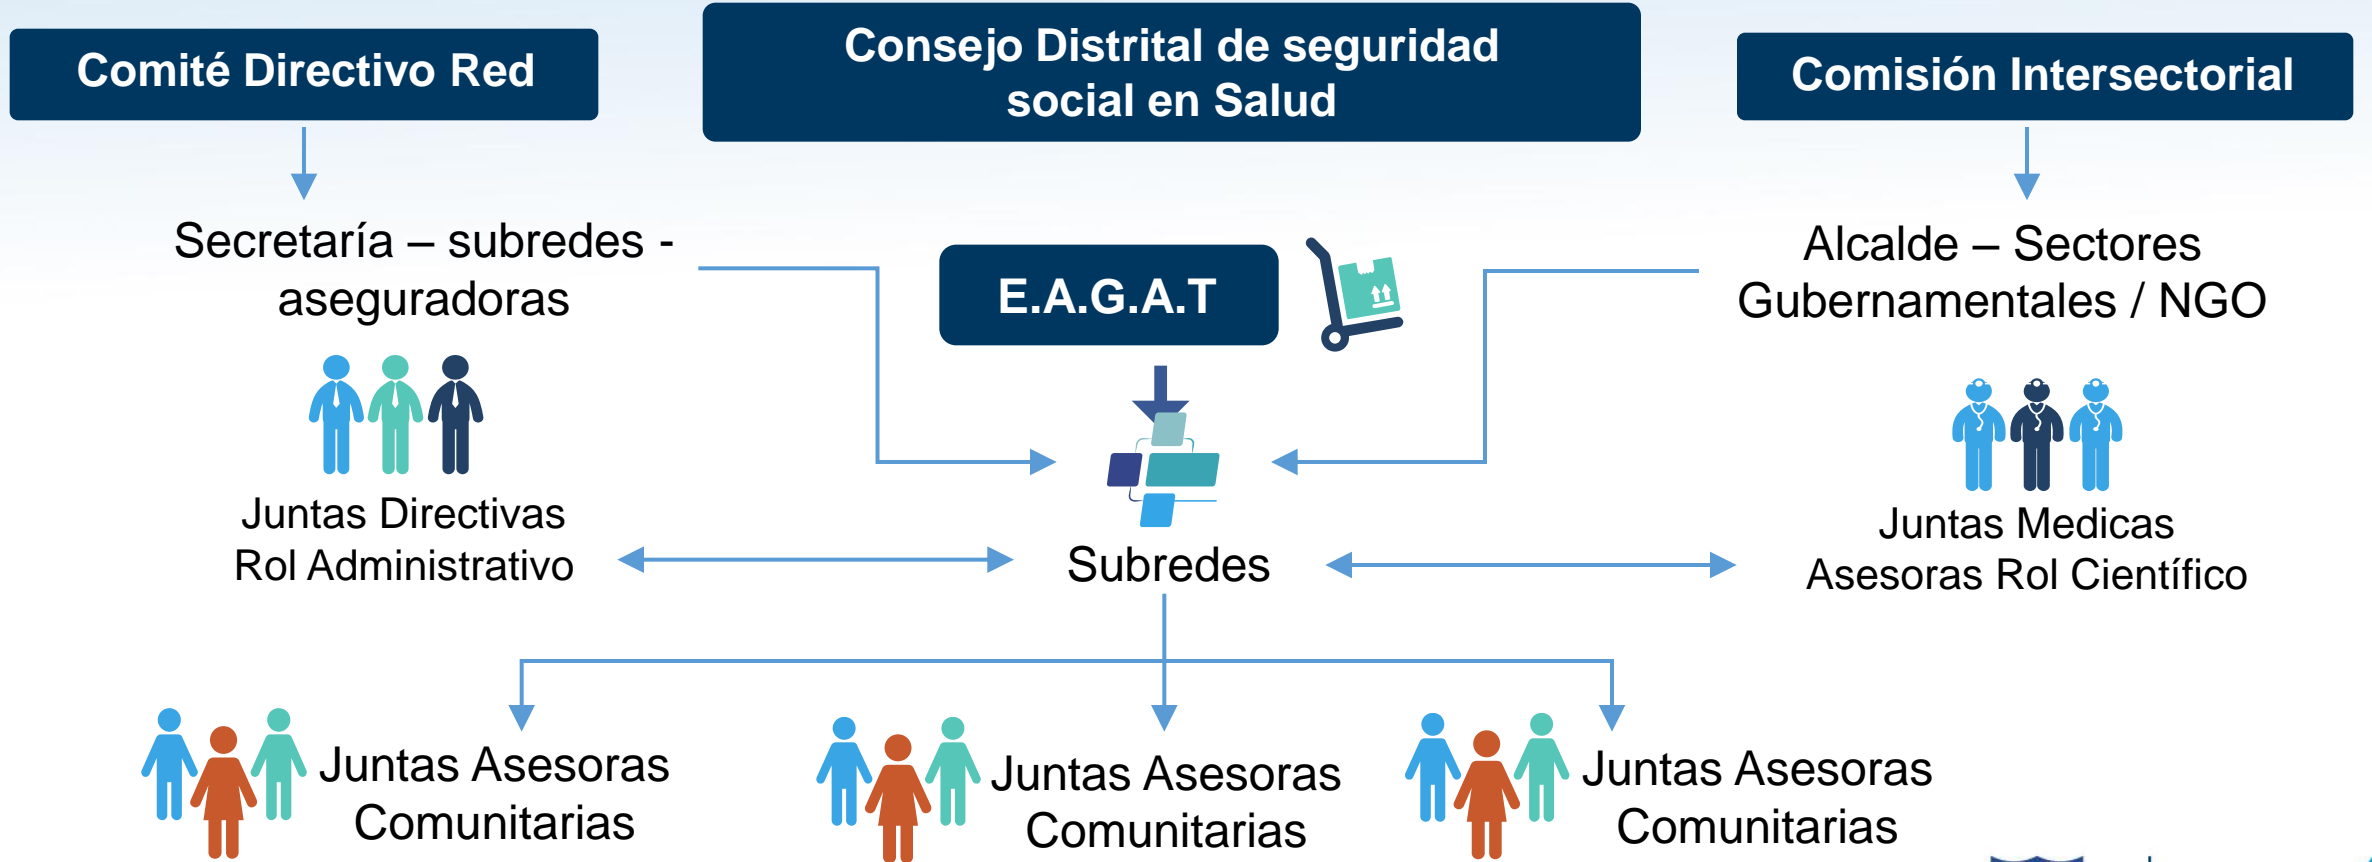 Comité Directivo Red
Consejo Distrital de seguridad
social en Salud
Comisión Intersectorial
Secretaría – subredes -
aseguradoras
E.A.G.A.T
Alcalde – Sectores
Gubernamentales / NGO
Juntas Directivas
Rol Administrativo
Subredes
Juntas Medicas
Asesoras Rol Científico
Juntas Asesoras
Comunitarias
Juntas Asesoras
Comunitarias
Juntas Asesoras
Comunitarias